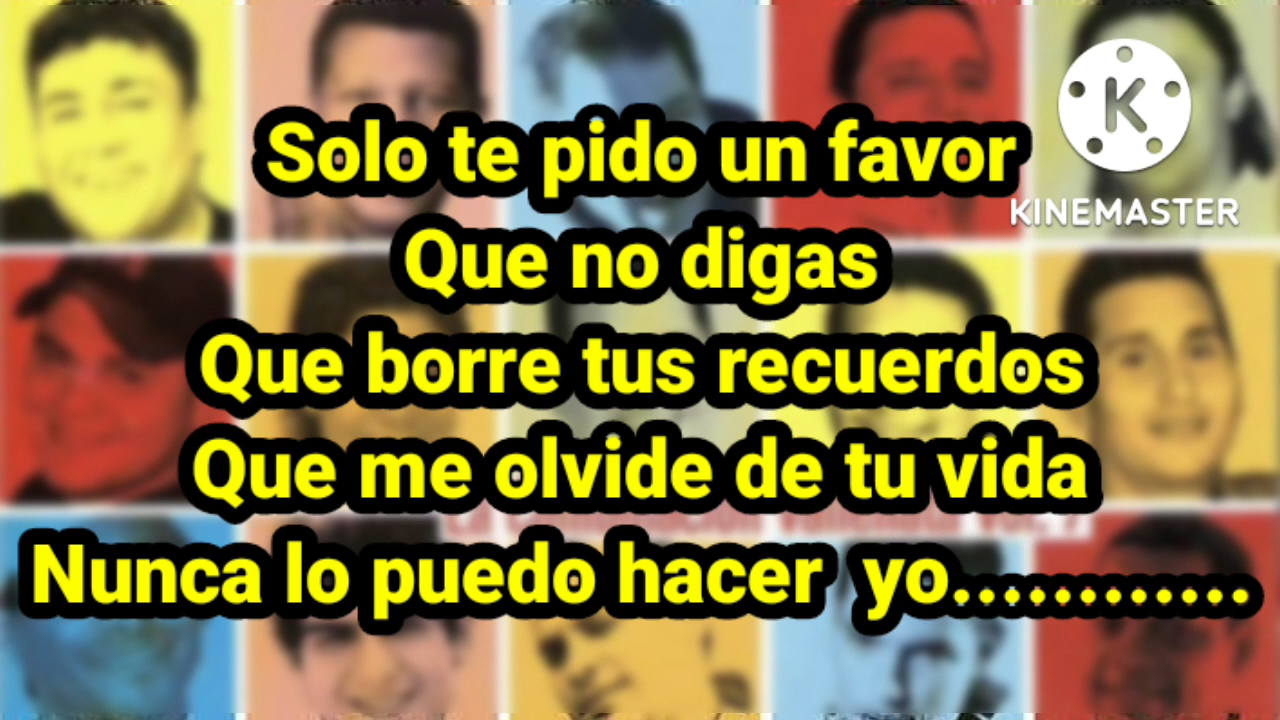 Solo te pido un favor
Que no digas
Que borre tus recuerdos
Que me olvide de tu vida
Nunca lo puedo hacer  yo............
K
KINEMASTER